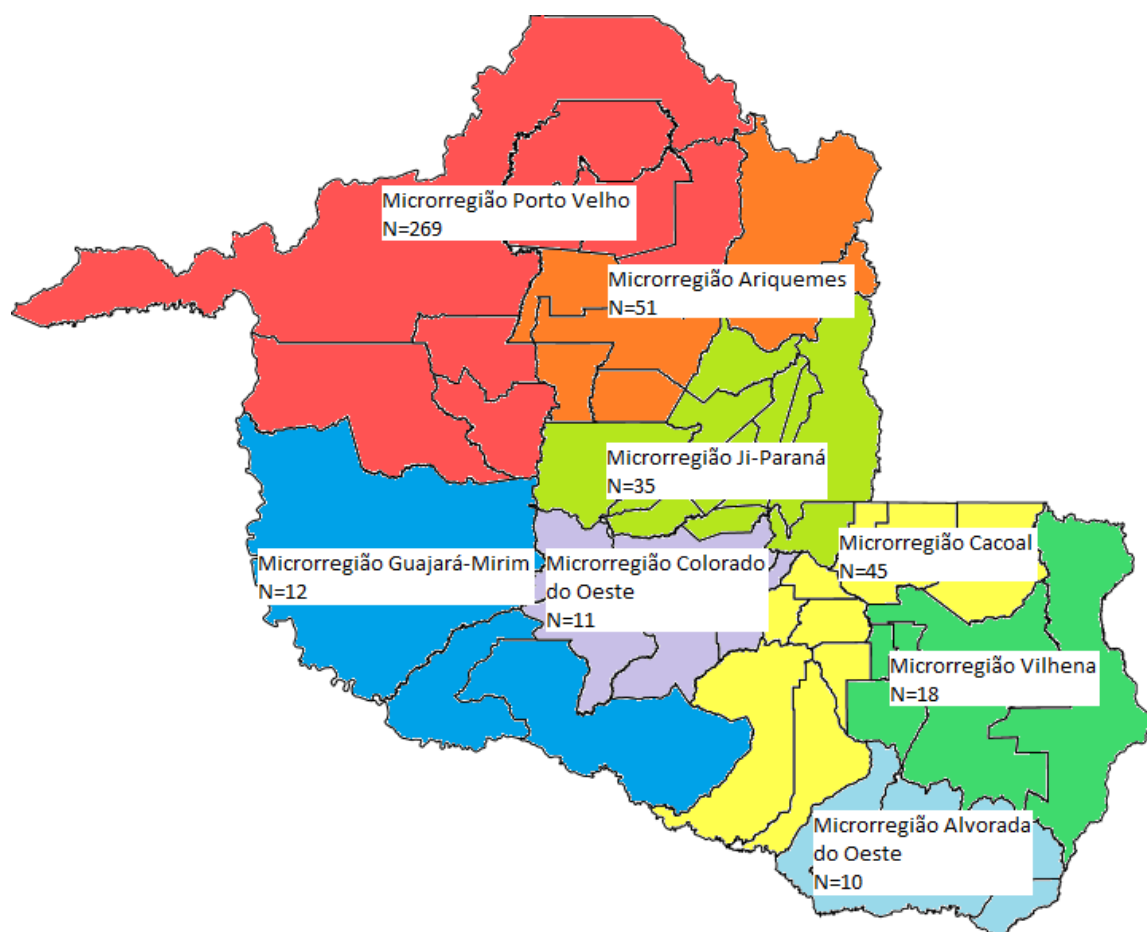 Microrregião Porto Velho
N=269
Microrregião Ariquemes
N=51
Microrregião Ji-Paraná
N=35
Microrregião Cacoal
N=45
Microrregião Guajará-Mirim
N=12
Microrregião Colorado
do Oeste
N=11
Microrregião Vilhena
N=18
Microrregião Alvorada
do Oeste
N=10